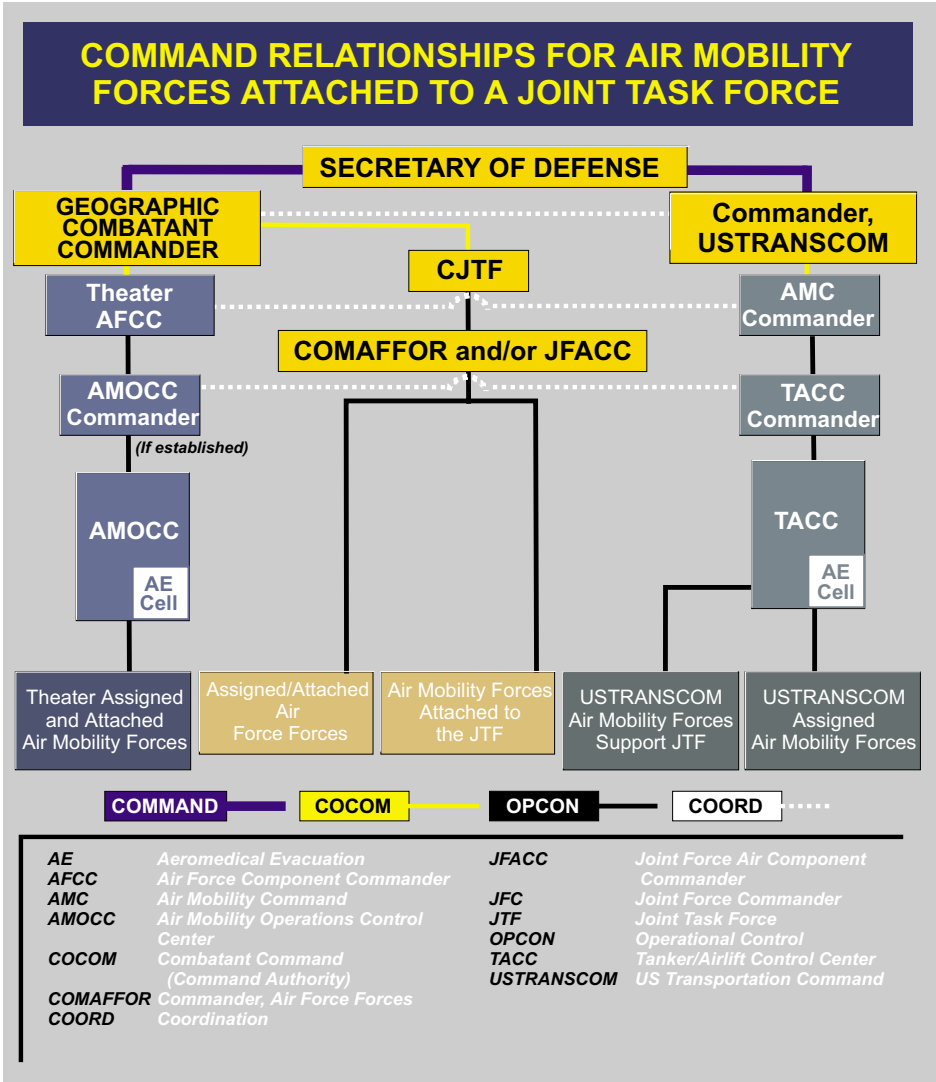 COMMAND RELATIONSHIPS FOR AIR MOBILITY
FORCES ATTACHED TO A JOINT TASK FORCE
SECRETARY OF DEFENSE
GEOGRAPHIC
COMBATANT
COMMANDER
Commander,
USTRANSCOM
CJTF
Theater
AFCC
AMC
Commander
COMAFFOR and/or JFACC
AMOCC
Commander
(If established)
TACC
Commander
AMOCC
AE
Cell
TACC
AE
Cell
Theater Assigned
and Attached
Air Mobility Forces
Assigned/Attached
Air
Force Forces
Air Mobility Forces
Attached to
the JTF
USTRANSCOM
Air Mobility Forces
Support JTF
USTRANSCOM
Assigned
Air Mobility Forces
COMMAND
COCOM
OPCON
COORD
AE Aeromedical Evacuation
AFCC Air Force Component Commander
AMC Air Mobility Command
AMOCC Air Mobility Operations Control
Center
COCOM Combatant Command
(Command Authority)
COMAFFOR Commander, Air Force Forces
COORD Coordination
JFACC Joint Force Air Component
Commander
JFC Joint Force Commander
JTF Joint Task Force
OPCON Operational Control
TACC Tanker/Airlift Control Center
USTRANSCOM US Transportation Command